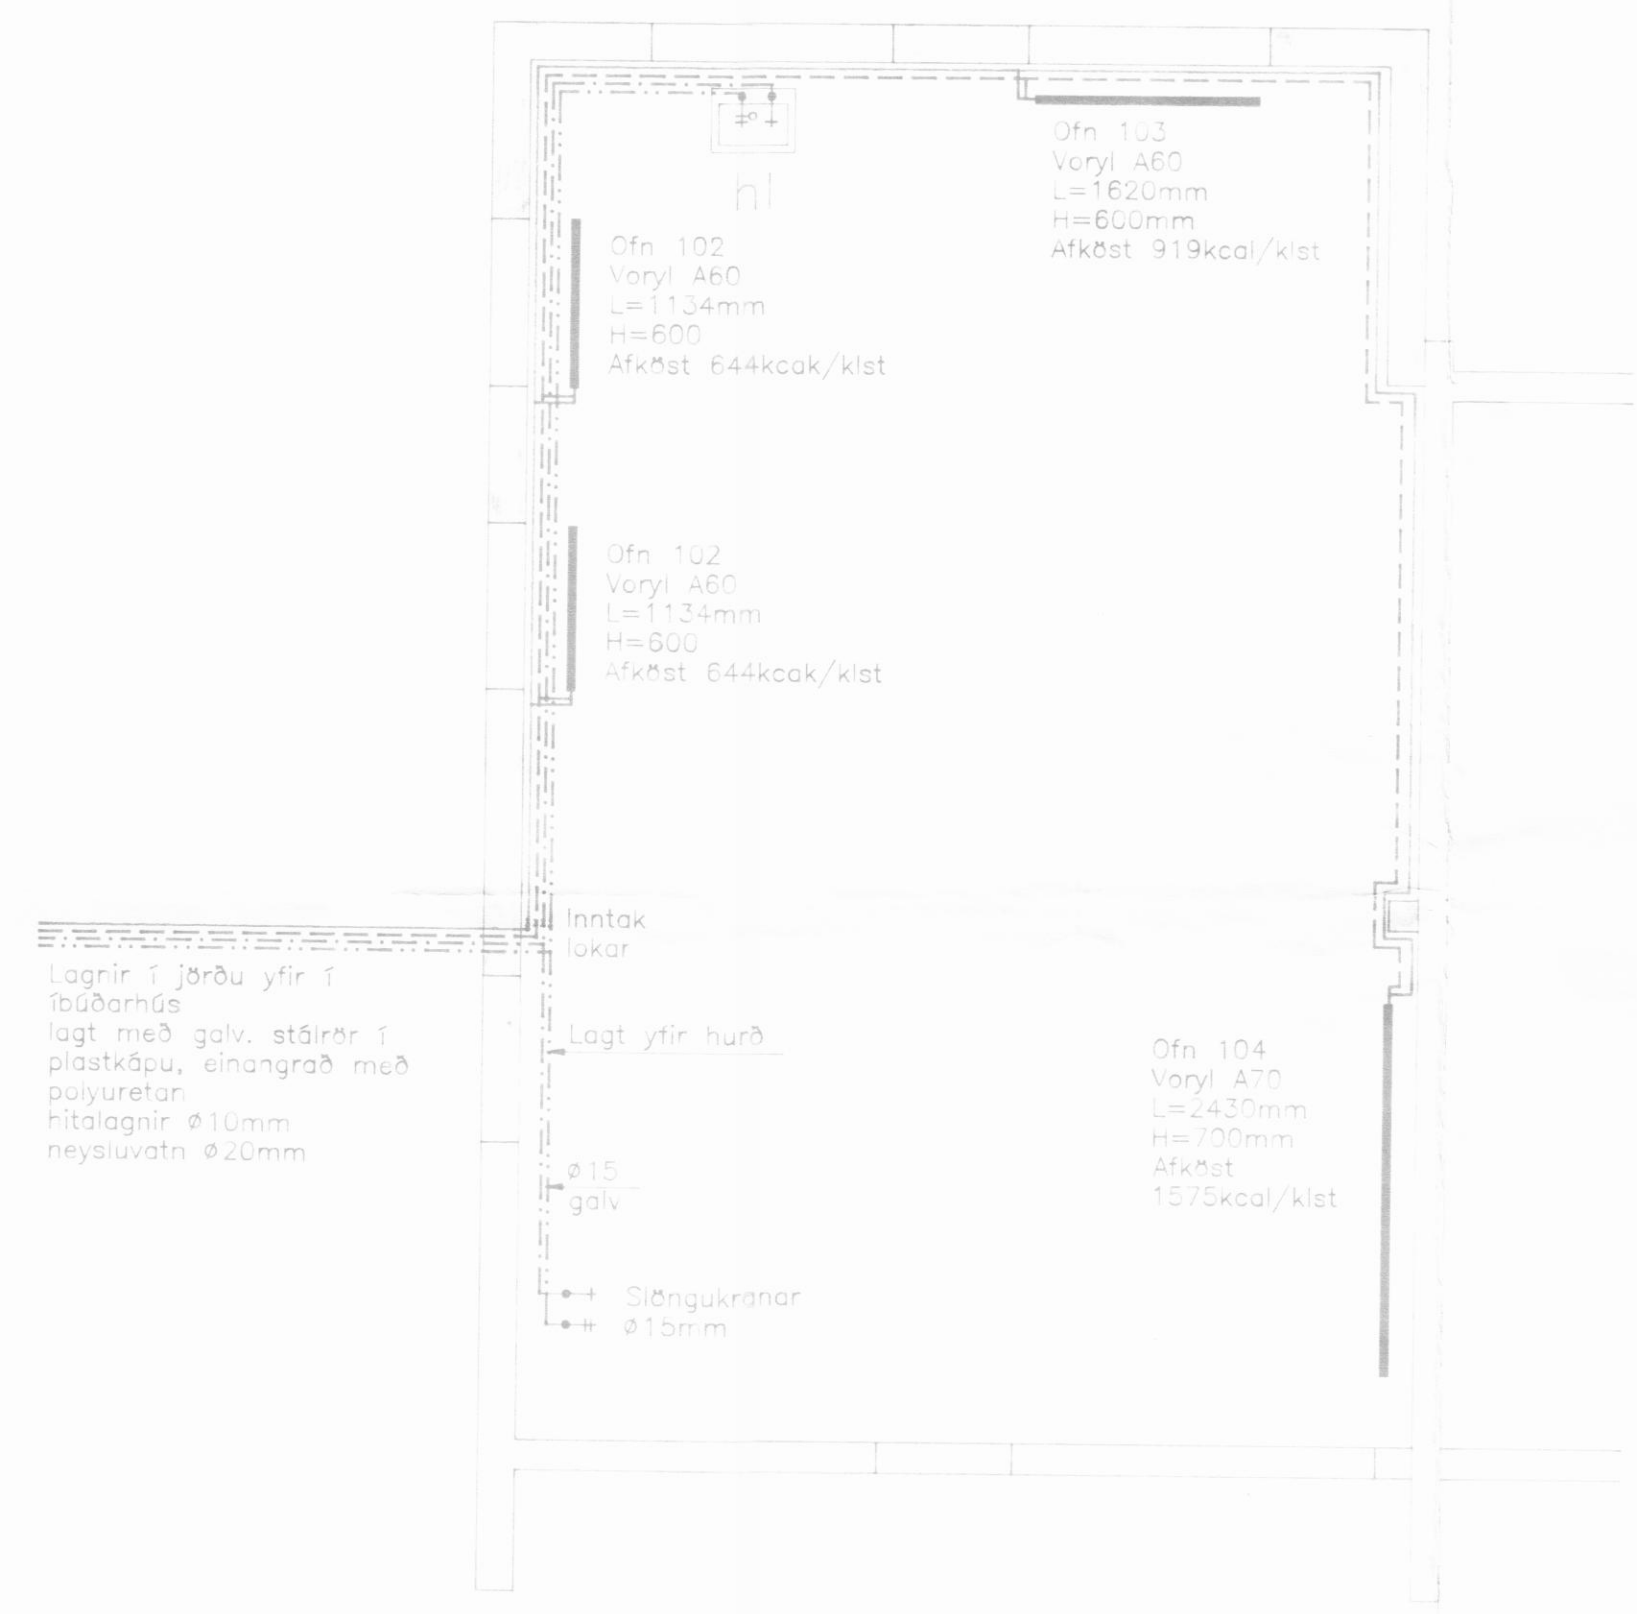 Ofn 103
Voryl A60
L=1620mm
H=600mm
Afköst 919kcal/klst
hl
Ofn 102
Voryl A60
L=1134mm
H=600
Afköst 644kcak/klst
Ofn 102
Voryl A60
L=1134mm
H=600
Afköst 644kcak/klst
Inntak
lokar
Lagnir í jörðu yfir í
íbúðarhús
lagt með galv. stálrör í
plastkápu, einangrað með
polyuretan
hitalagnir ø10mm
neysluvatn ø20mm
Lagt yfir hurð
Ofn 104
Voryl A70
L=2430mm
H=700mm
Afköst
1575kcal/klst
ø15
galv
Slöngukranar
ø15mm